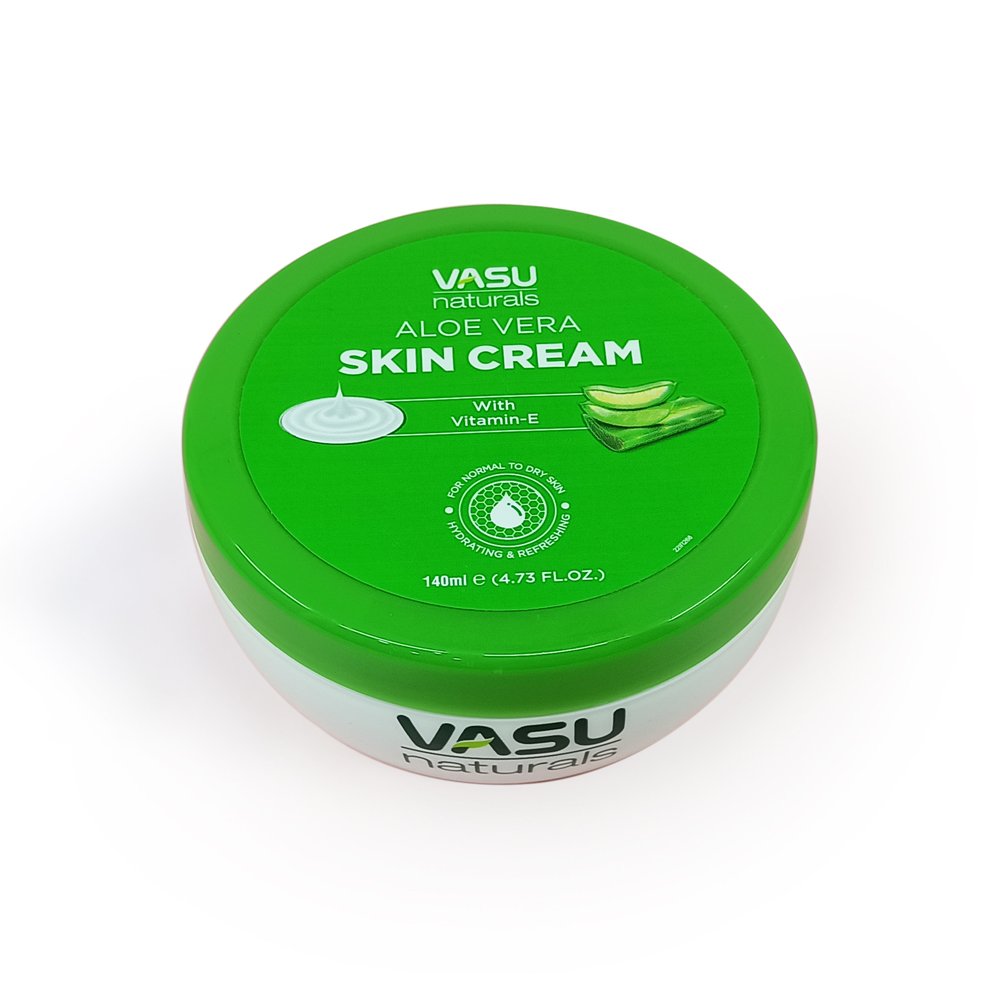 VASU
naturals
ALOE VERA
SKIN CREAM
With
Vitamin-E
FOR NORMAL TO DRY SKIN
• HYDRATING & REFRESHING •
140ml ℮ (4.73 FL.OZ.)
VASU
naturals